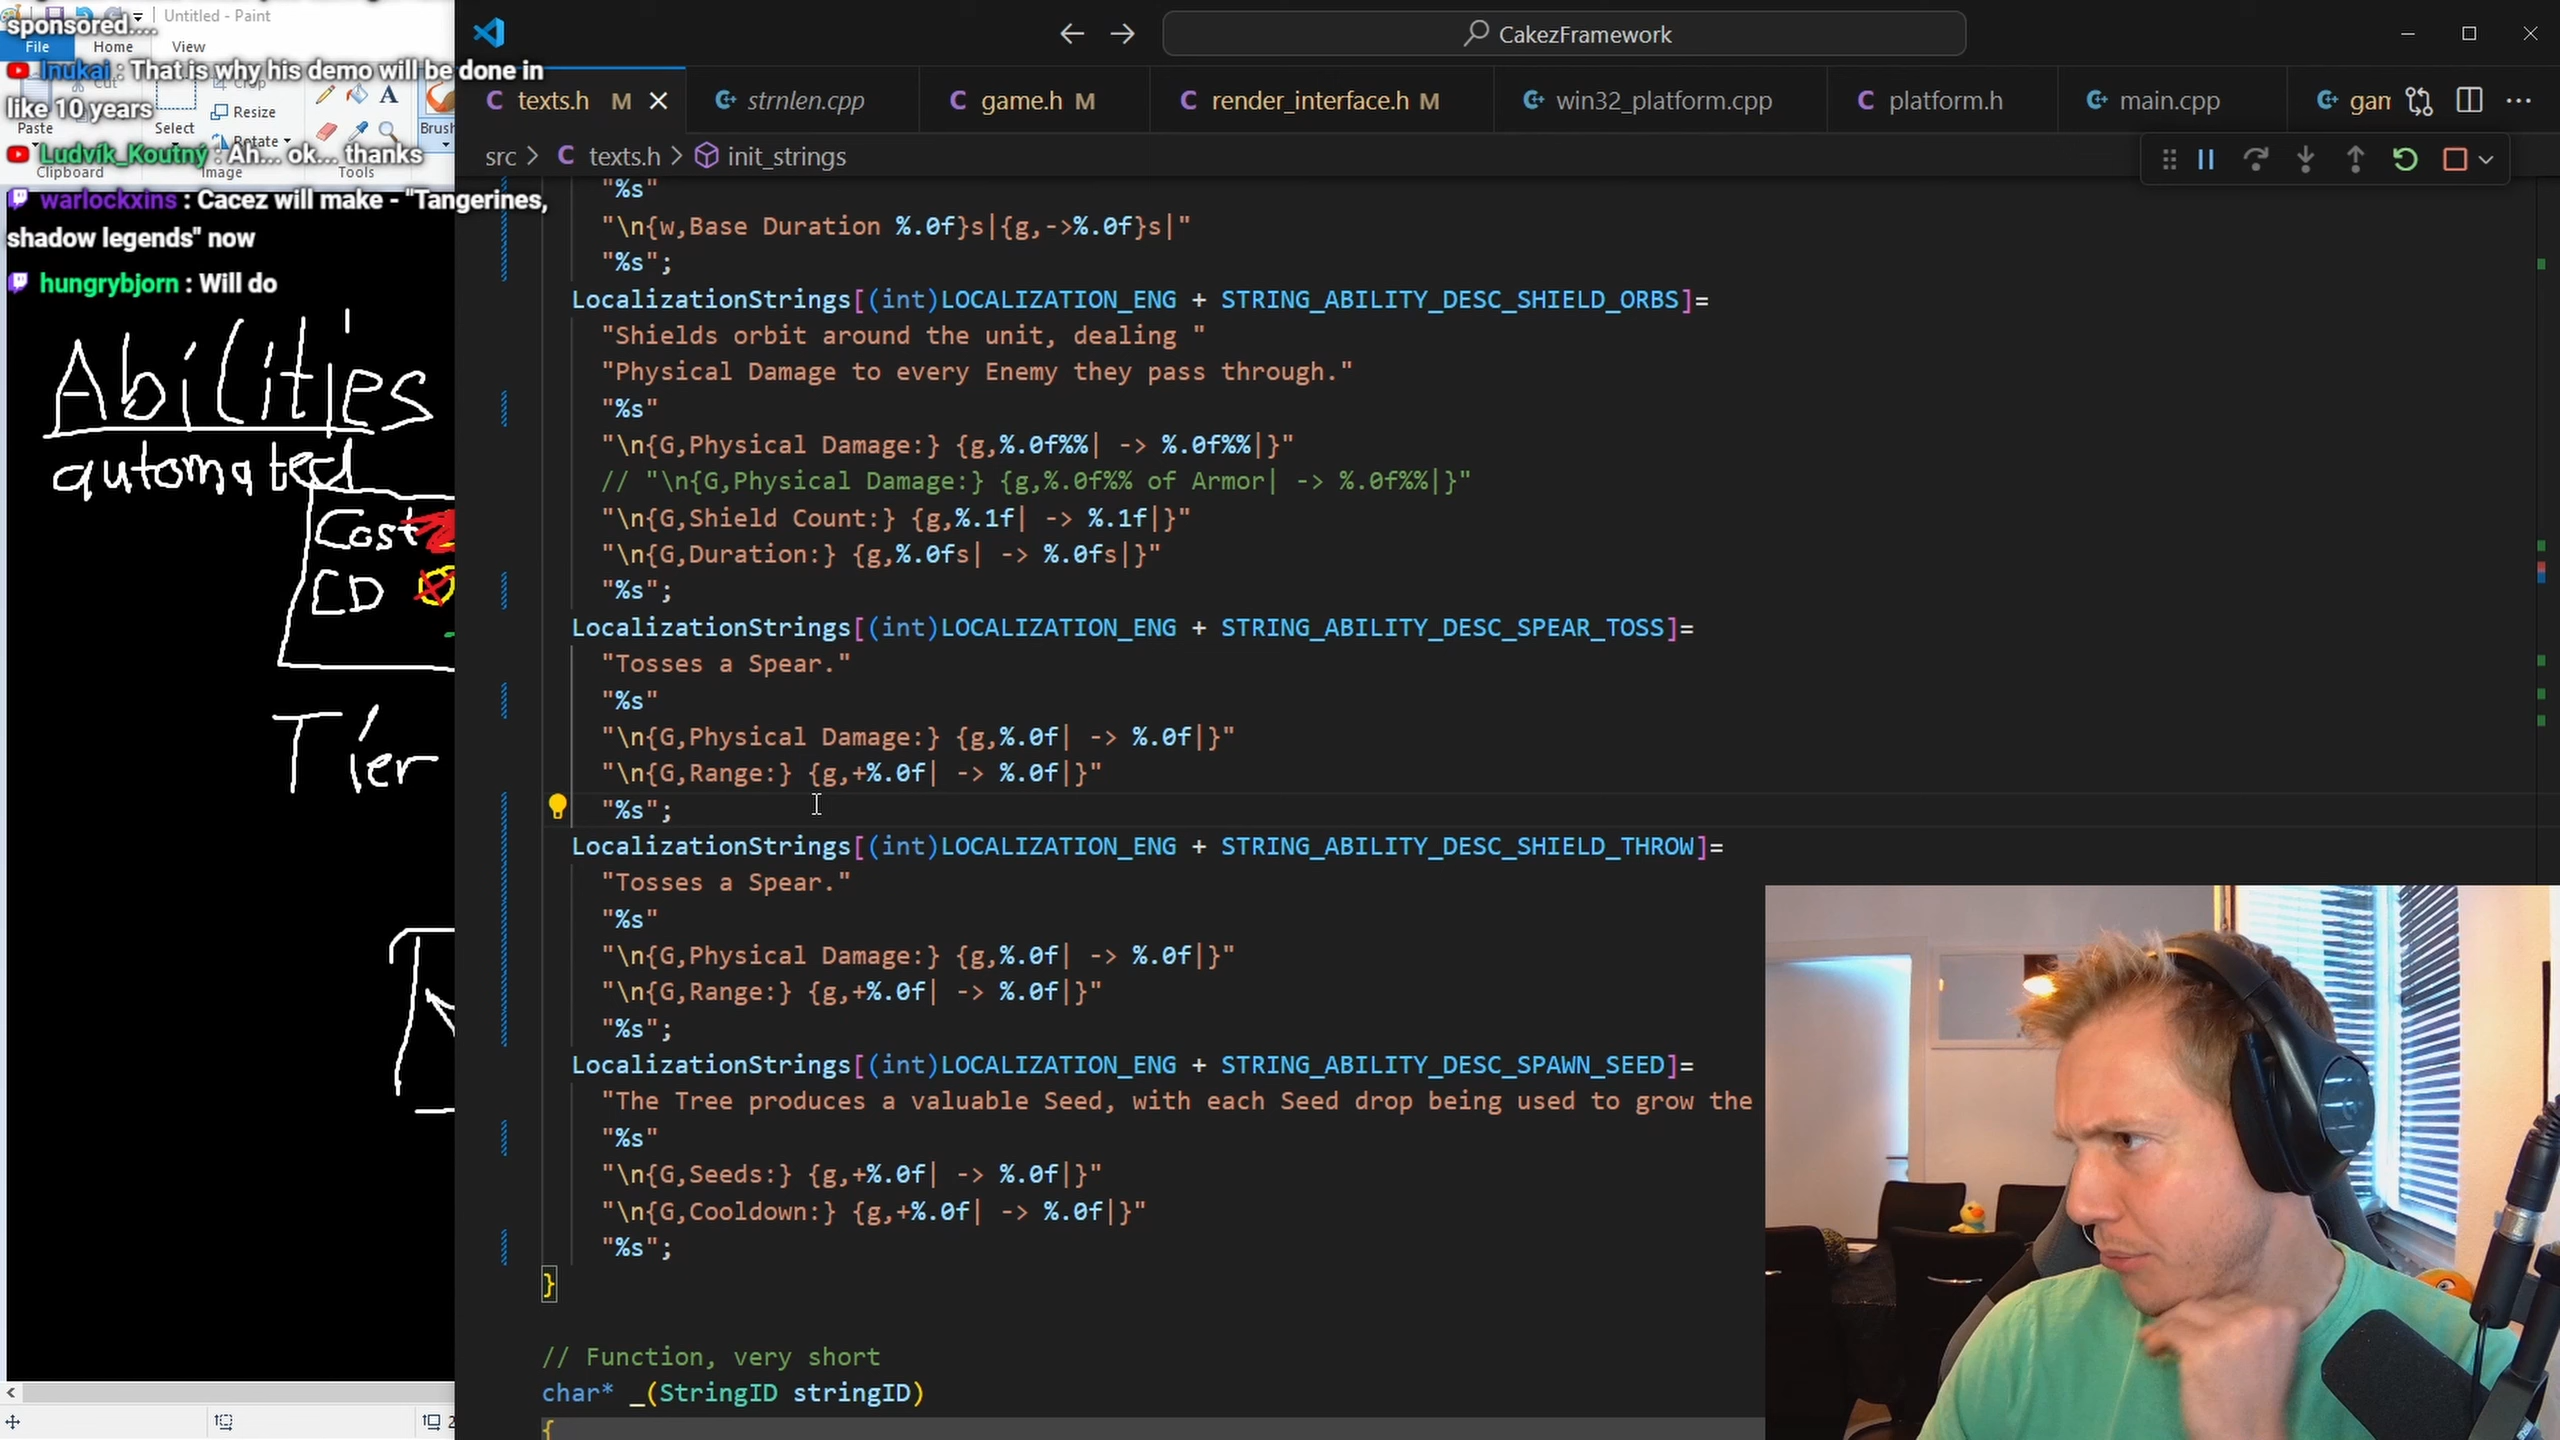 Untitled - Paint
sponsored....
File Home View
Inukai : That is why his demo will be done in
like 10 years
Cut
Crop
Paste
Select
Resize
Rotate
Brush
Ludvík_Koutný : Ah... ok... thanks
Clipboard
Image
Tools
warlockxins : Cacez will make - "Tangerines,
shadow legends" now
hungrybjorn : Will do
Abilities
automated
Cost
CD
Tier
CakezFramework
texts.h M
strnlen.cpp
game.h M
render_interface.h M
win32_platform.cpp
platform.h
main.cpp
gam
src > C texts.h > init_strings
"%s"
"\n{w,Base Duration %.0f}s|{g,->%.0f}s|"
"%s";
LocalizationStrings[(int)LOCALIZATION_ENG + STRING_ABILITY_DESC_SHIELD_ORBS]=
"Shields orbit around the unit, dealing "
"Physical Damage to every Enemy they pass through."
"%s"
"\n{G,Physical Damage:} {g,%.0f%%| -> %.0f%%|}"
// "\n{G,Physical Damage:} {g,%.0f%% of Armor| -> %.0f%%|}"
"\n{G,Shield Count:} {g,%.1f| -> %.1f|}"
"\n{G,Duration:} {g,%.0fs| -> %.0fs|}"
"%s";
LocalizationStrings[(int)LOCALIZATION_ENG + STRING_ABILITY_DESC_SPEAR_TOSS]=
"Tosses a Spear."
"%s"
"\n{G,Physical Damage:} {g,%.0f| -> %.0f|}"
"\n{G,Range:} {g,+%.0f| -> %.0f|}"
"%s";
LocalizationStrings[(int)LOCALIZATION_ENG + STRING_ABILITY_DESC_SHIELD_THROW]=
"Tosses a Spear."
"%s"
"\n{G,Physical Damage:} {g,%.0f| -> %.0f|}"
"\n{G,Range:} {g,+%.0f| -> %.0f|}"
"%s";
LocalizationStrings[(int)LOCALIZATION_ENG + STRING_ABILITY_DESC_SPAWN_SEED]=
"The Tree produces a valuable Seed, with each Seed drop being used to grow the
"%s"
"\n{G,Seeds:} {g,+%.0f| -> %.0f|}"
"\n{G,Cooldown:} {g,+%.0f| -> %.0f|}"
"%s";
}
// Function, very short
char* _(StringID stringID)
{